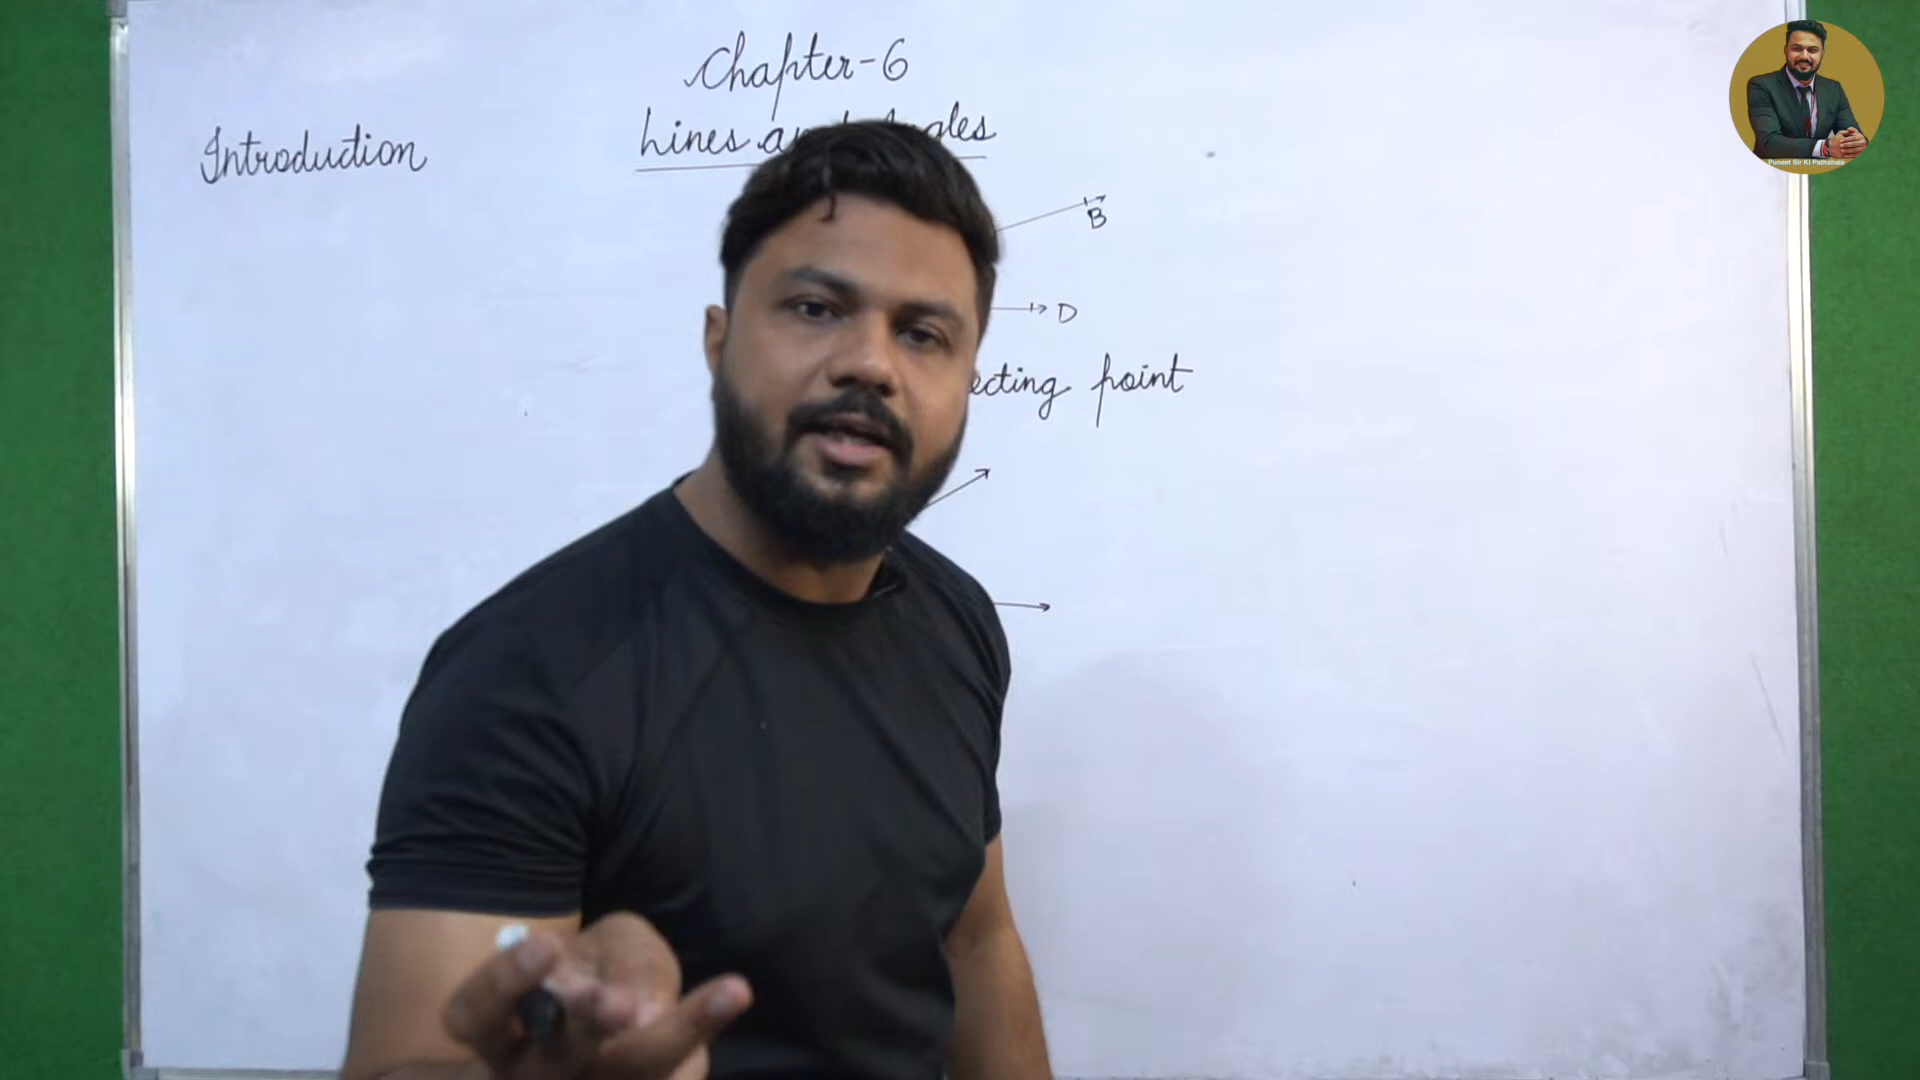 Chapter-6
Lines and Angles
Introduction
B
D
ecting point
Puneet Sir Ki Pathshala